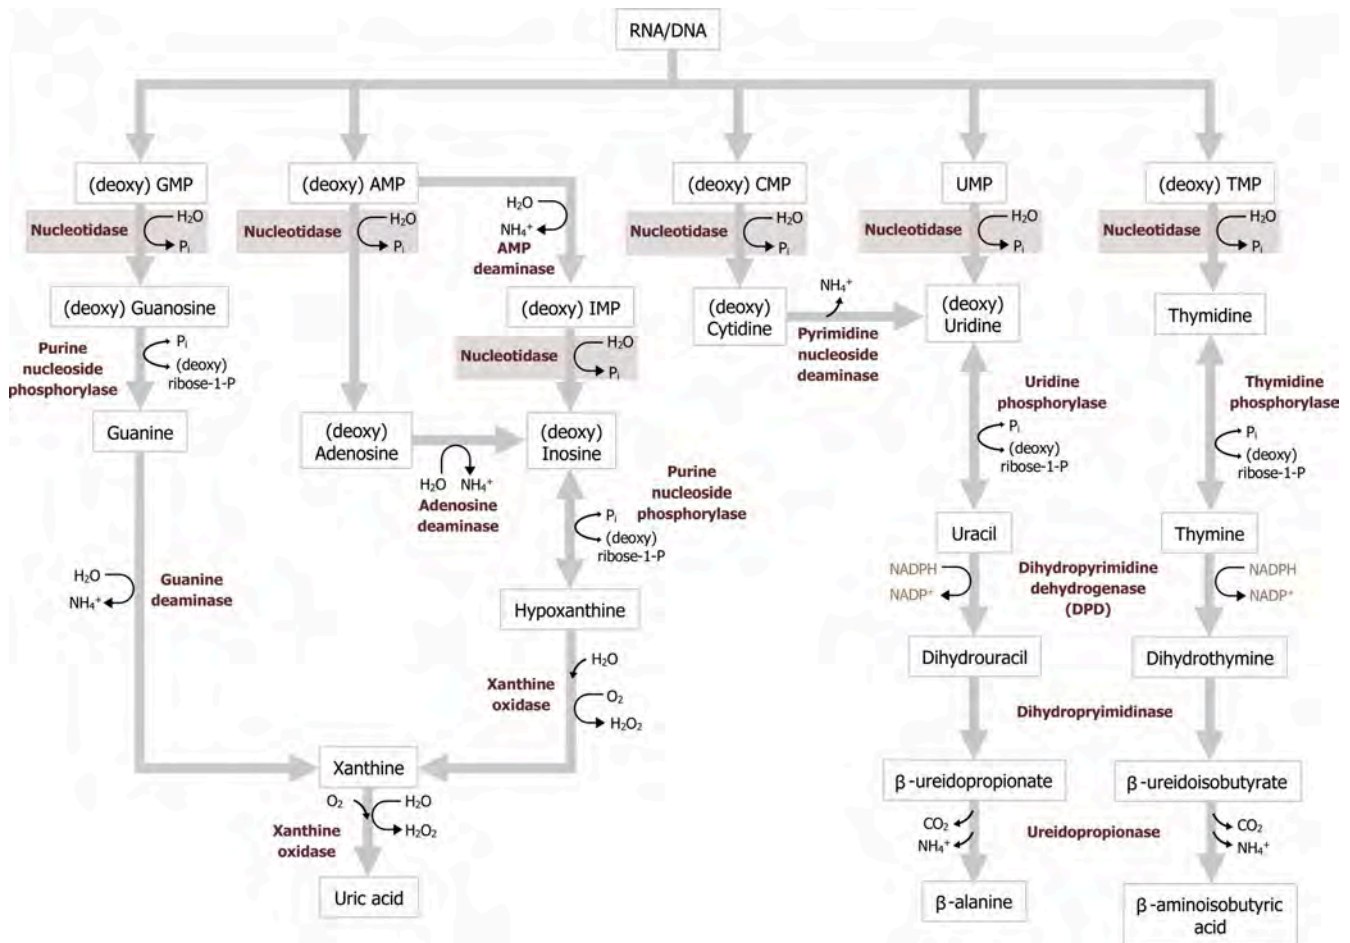 RNA/DNA
(deoxy) GMP
(deoxy) AMP
(deoxy) CMP
UMP
(deoxy) TMP
Nucleotidase
H₂O
Pᵢ
Nucleotidase
H₂O
Pᵢ
H₂O
NH₄⁺
AMP
deaminase
Nucleotidase
H₂O
Pᵢ
Nucleotidase
H₂O
Pᵢ
Nucleotidase
H₂O
Pᵢ
(deoxy) Guanosine
(deoxy) IMP
(deoxy)
Cytidine
NH₄⁺
Pyrimidine
nucleoside
deaminase
(deoxy)
Uridine
Thymidine
Purine
nucleoside
phosphorylase
Pᵢ
(deoxy)
ribose-1-P
Nucleotidase
H₂O
Pᵢ
Uridine
phosphorylase
Pᵢ
(deoxy)
ribose-1-P
Thymidine
phosphorylase
Pᵢ
(deoxy)
ribose-1-P
Guanine
(deoxy)
Adenosine
H₂O
NH₄⁺
Adenosine
deaminase
(deoxy)
Inosine
Purine
nucleoside
phosphorylase
Pᵢ
(deoxy)
ribose-1-P
Uracil
Thymine
H₂O
NH₄⁺
Guanine
deaminase
NADPH
NADP⁺
Dihydropyrimidine
dehydrogenase
(DPD)
NADPH
NADP⁺
Hypoxanthine
Dihydrouracil
Dihydrothymine
Xanthine
oxidase
H₂O
O₂
H₂O₂
Dihydropryimidinase
Xanthine
β-ureidopropionate
β-ureidoisobutyrate
O₂
H₂O
H₂O₂
Xanthine
oxidase
CO₂
NH₄⁺
Ureidopropionase
CO₂
NH₄⁺
Uric acid
β-alanine
β-aminoisobutyric
acid